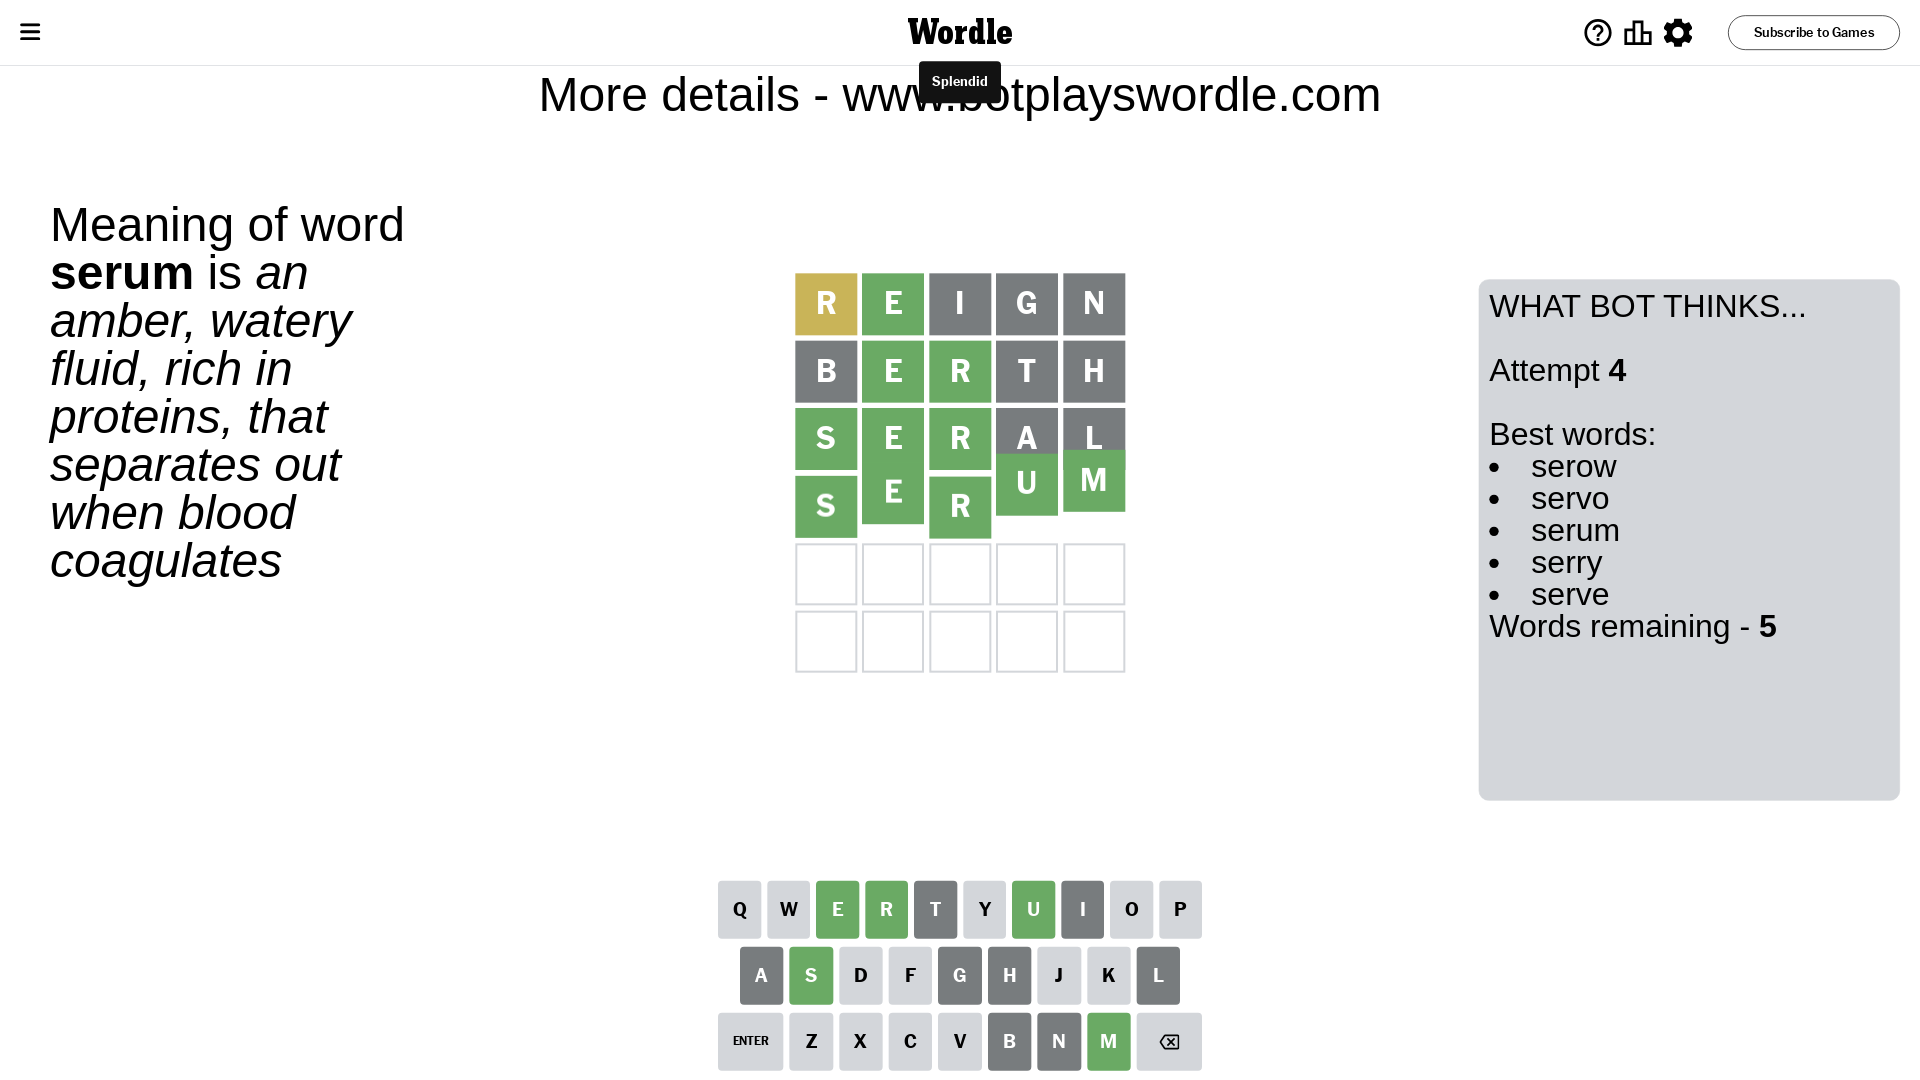 Wordle
Subscribe to Games
Splendid
More details - www.botplayswordle.com
Meaning of word
serum is an
amber, watery
fluid, rich in
proteins, that
separates out
when blood
coagulates
R E I G N
B E R T H
S E R A L
S E R U M
WHAT BOT THINKS...
Attempt 4
Best words:
• serow
• servo
• serum
• serry
• serve
Words remaining - 5
Q W E R T Y U I O P
A S D F G H J K L
ENTER Z X C V B N M